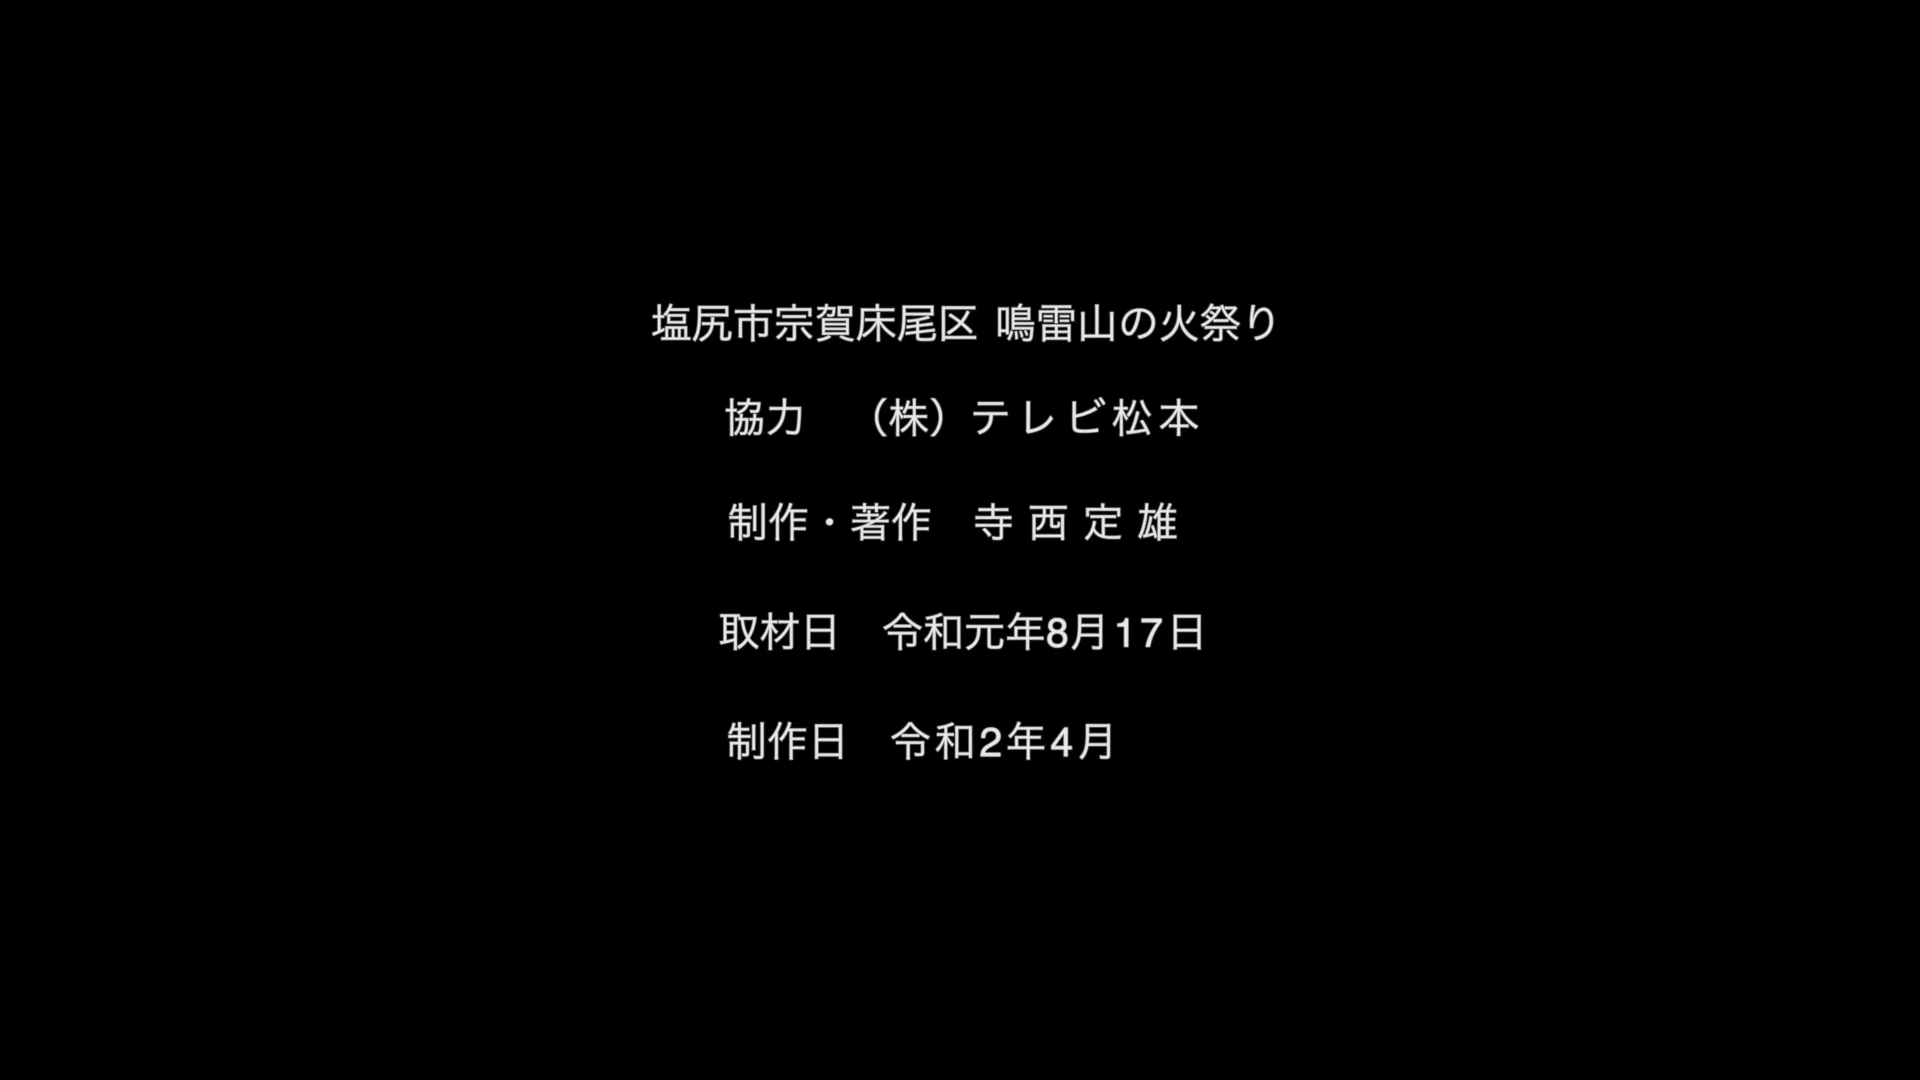 塩尻市宗賀床尾区 鳴雷山の火祭り
協力　（株）テレビ松本
制作・著作　寺西定雄
取材日　令和元年8月17日
制作日　令和2年4月